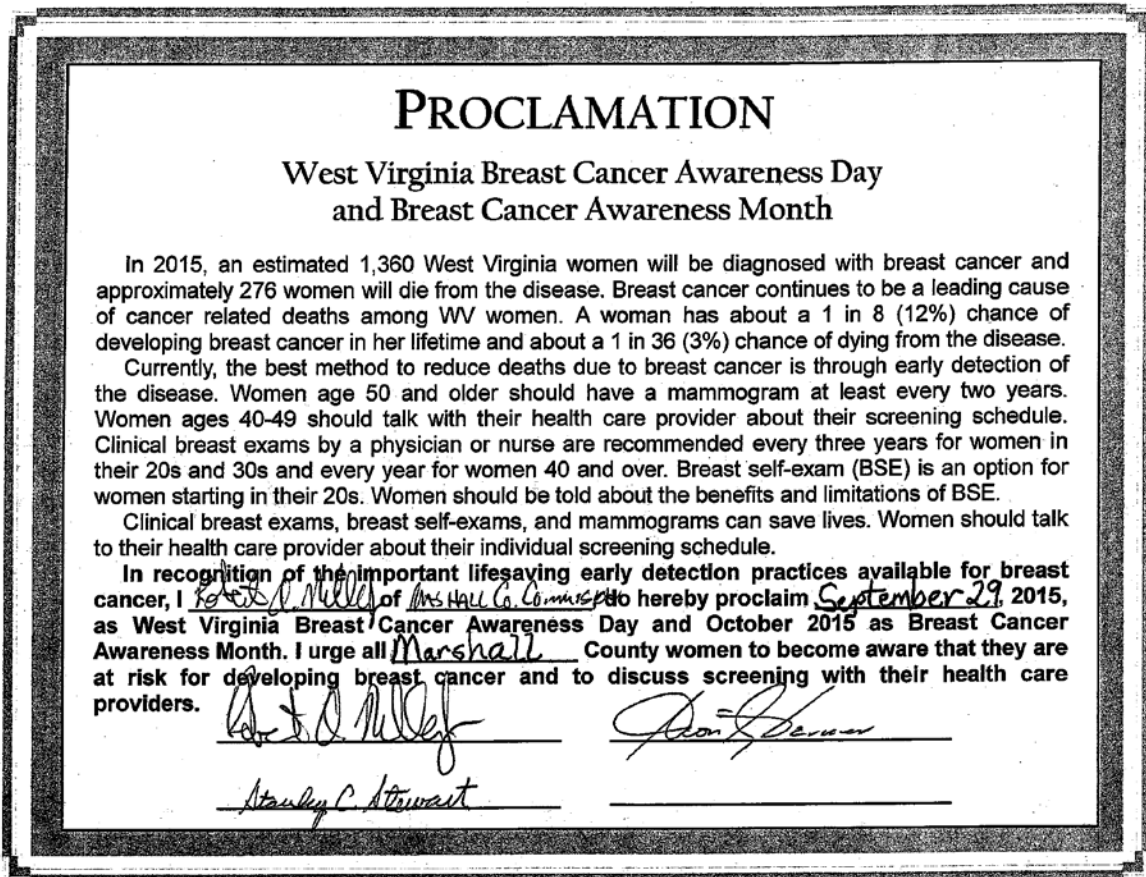 PROCLAMATION
West Virginia Breast Cancer Awareness Day
and Breast Cancer Awareness Month
In 2015, an estimated 1,360 West Virginia women will be diagnosed with breast cancer and
approximately 276 women will die from the disease. Breast cancer continues to be a leading cause
of cancer related deaths among WV women. A woman has about a 1 in 8 (12%) chance of
developing breast cancer in her lifetime and about a 1 in 36 (3%) chance of dying from the disease.
Currently, the best method to reduce deaths due to breast cancer is through early detection of
the disease. Women age 50 and older should have a mammogram at least every two years.
Women ages 40-49 should talk with their health care provider about their screening schedule.
Clinical breast exams by a physician or nurse are recommended every three years for women in
their 20s and 30s and every year for women 40 and over. Breast self-exam (BSE) is an option for
women starting in their 20s. Women should be told about the benefits and limitations of BSE.
Clinical breast exams, breast self-exams, and mammograms can save lives. Women should talk
to their health care provider about their individual screening schedule.
In recognition of the important lifesaving early detection practices available for breast
cancer, I Robert A. Miller of Co. do hereby proclaim September 29, 2015,
as West Virginia Breast Cancer Awareness Day and October 2015 as Breast Cancer
Awareness Month. I urge all Marshall County women to become aware that they are
at risk for developing breast cancer and to discuss screening with their health care
providers.
Stanley C. Stewart